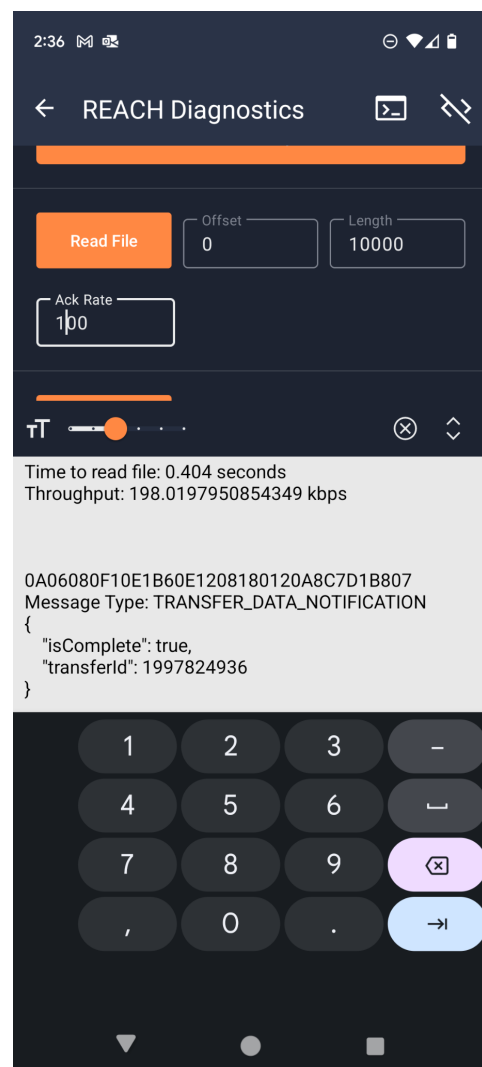 2:36
REACH Diagnostics
Read File
Offset
0
Length
10000
Ack Rate
100
TT
Time to read file: 0.404 seconds
Throughput: 198.0197950854349 kbps
0A06080F10E1B60E1208180120A8C7D1B807
Message Type: TRANSFER_DATA_NOTIFICATION
{
"isComplete": true,
"transferId": 1997824936
}
1 2 3 –
4 5 6
7 8 9
, 0 .